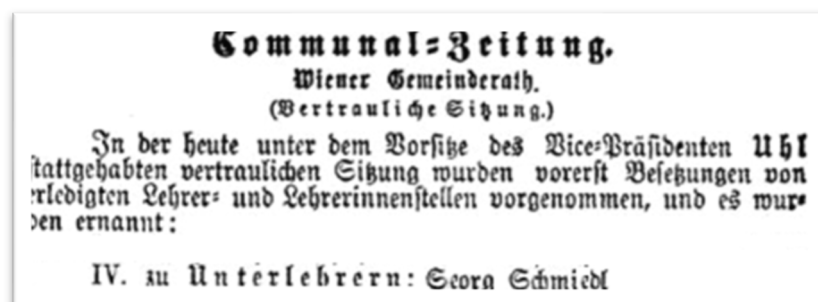 Communal-Zeitung.
Wiener Gemeinderath.
(Vertrauliche Sitzung.)
In der heute unter dem Vorsitze des Vice-Präsidenten Uhl
stattgehabten vertraulichen Sitzung wurden vorerst Besetzungen von
erledigten Lehrer- und Lehrerinnenstellen vorgenommen, und es wur-
den ernannt:
IV. zu Unterlehrern: Georg Schmiedl